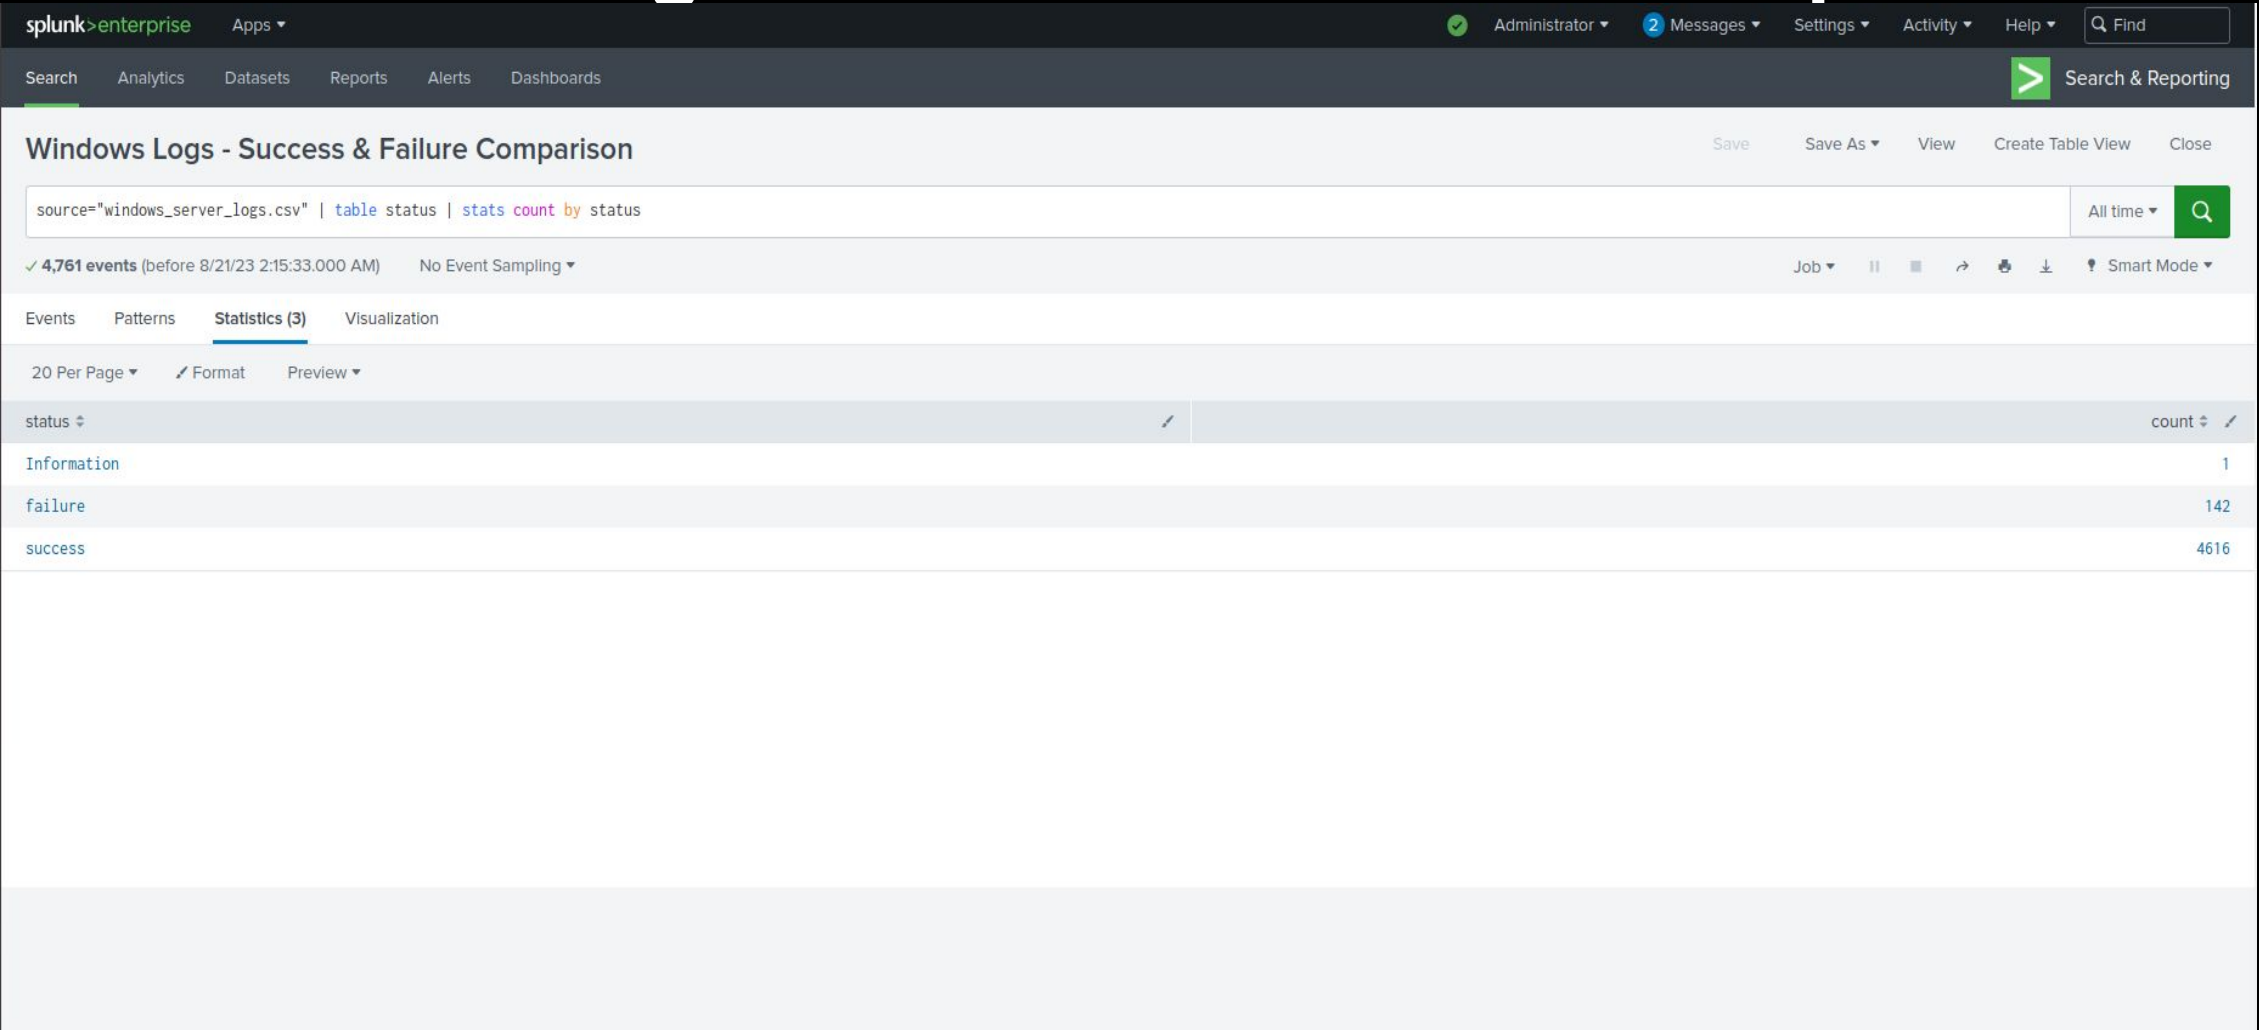 splunk>enterprise Apps Administrator 2 Messages Settings Activity Help Find
Search Analytics Datasets Reports Alerts Dashboards Search & Reporting
Windows Logs - Success & Failure Comparison Save Save As View Create Table View Close
source="windows_server_logs.csv" | table status | stats count by status All time
4,761 events (before 8/21/23 2:15:33.000 AM) No Event Sampling Job Smart Mode
Events Patterns Statistics (3) Visualization
20 Per Page Format Preview
status count
Information 1
failure 142
success 4616